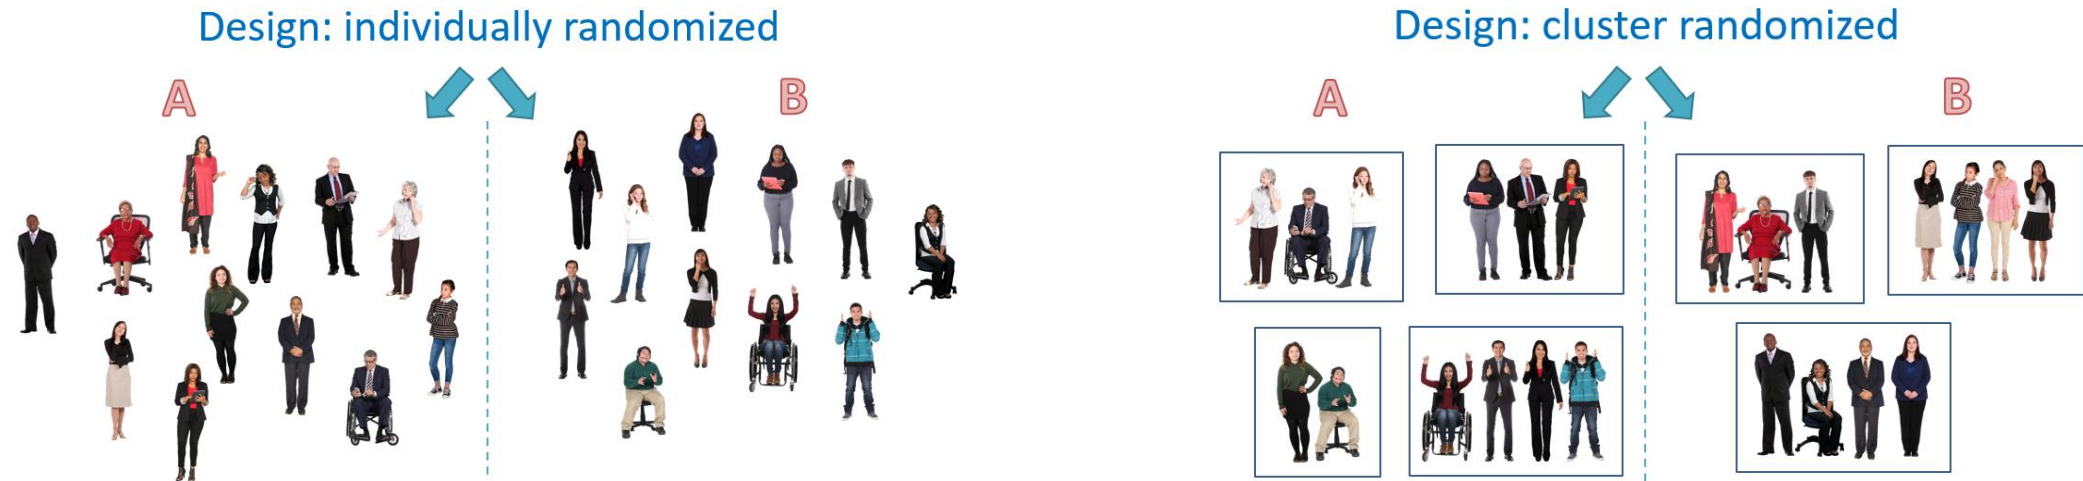 Design: individually randomized
A
B
Design: cluster randomized
A
B